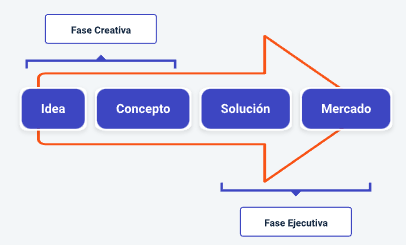 Fase Creativa
Idea
Concepto
Solución
Mercado
Fase Ejecutiva